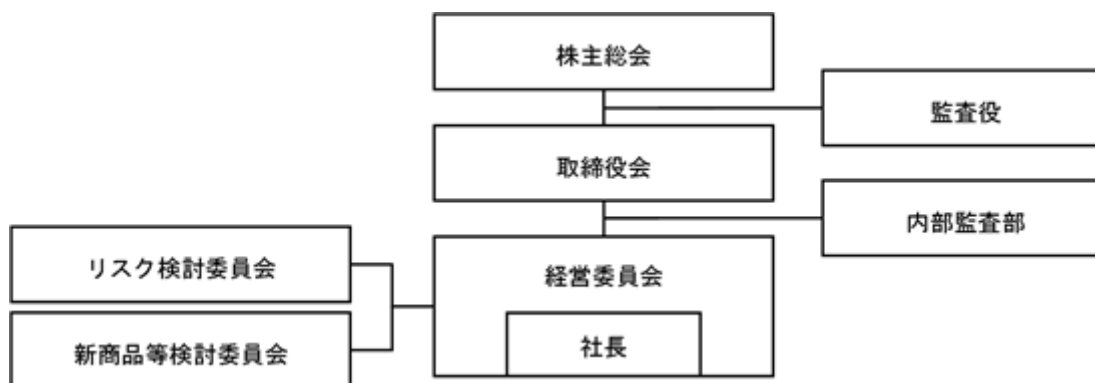 株主総会
監査役
取締役会
内部監査部
リスク検討委員会
経営委員会
新商品等検討委員会
社長